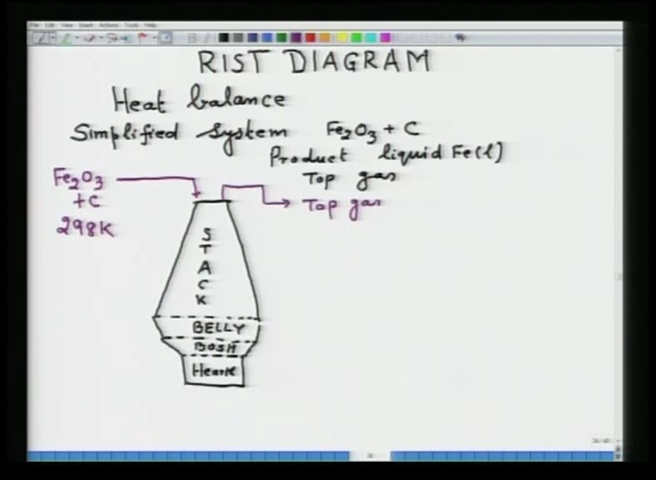 RIST DIAGRAM
Heat balance
Simplified System Fe2O3 + C
Product liquid Fe(l)
Top gas
Fe2O3
+C
298K
Top gas
STACK
BELLY
BOSH
Hearth